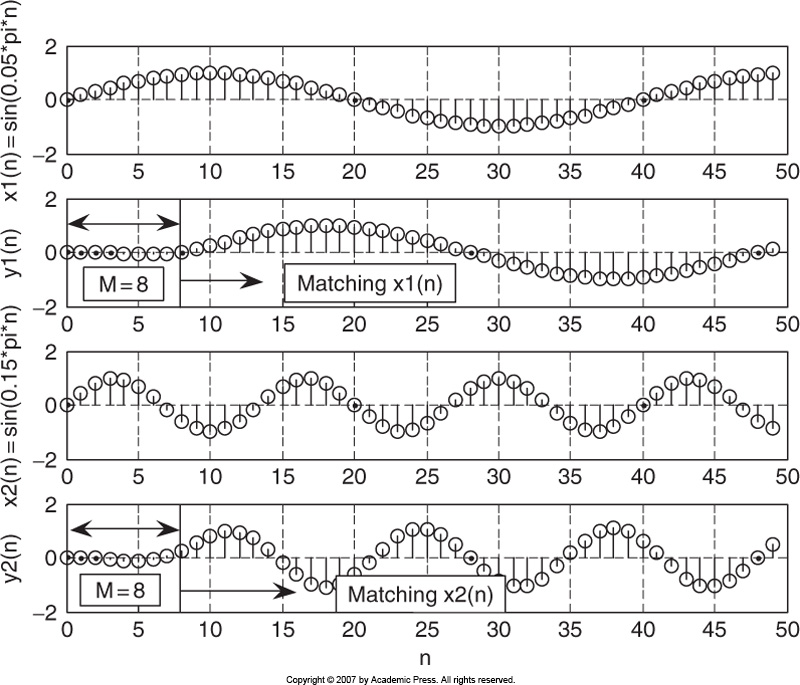 x1(n) = sin(0.05*pi*n)
2
0
−2
0 5 10 15 20 25 30 35 40 45 50
y1(n)
2
0
−2
M = 8
Matching x1(n)
0 5 10 15 20 25 30 35 40 45 50
x2(n) = sin(0.15*pi*n)
2
0
−2
0 5 10 15 20 25 30 35 40 45 50
y2(n)
2
0
−2
M = 8
Matching x2(n)
0 5 10 15 20 25 30 35 40 45 50
n
Copyright © 2007 by Academic Press. All rights reserved.